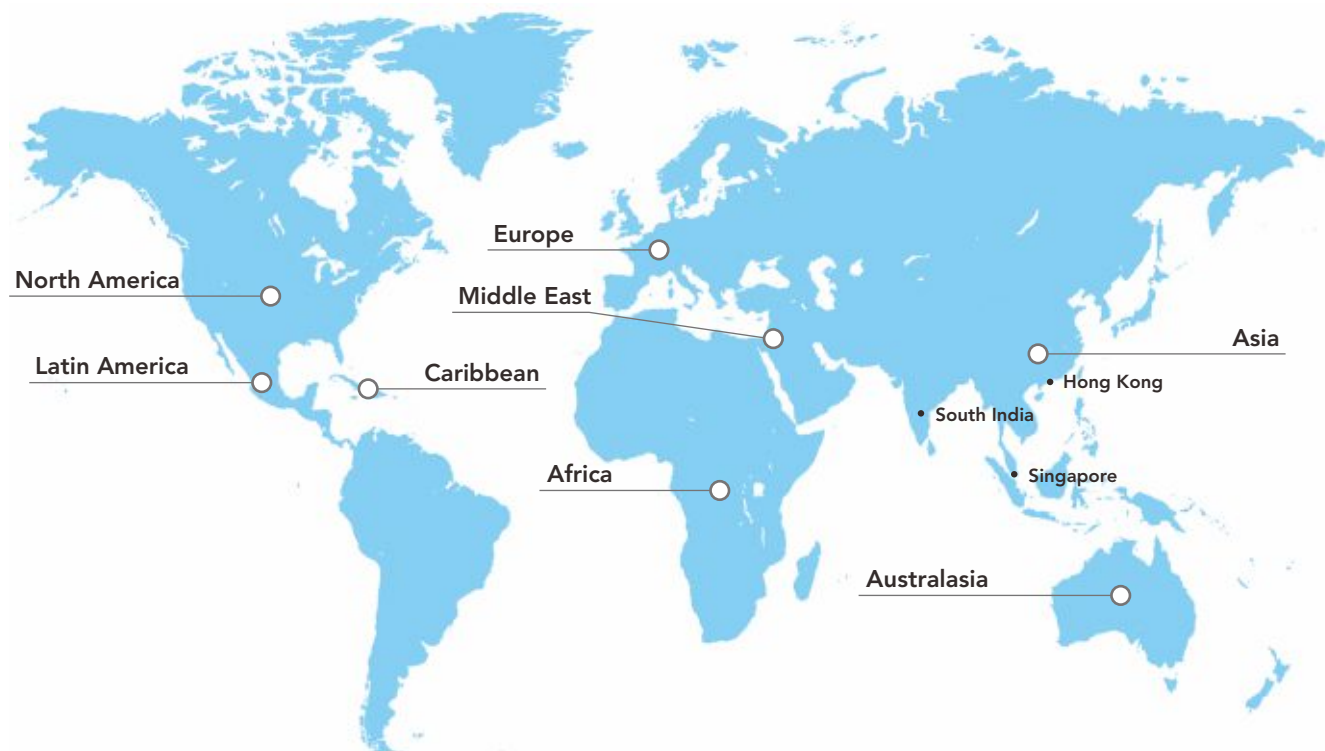 Europe
North America
Middle East
Asia
Latin America
Caribbean
Hong Kong
South India
Africa
Singapore
Australasia